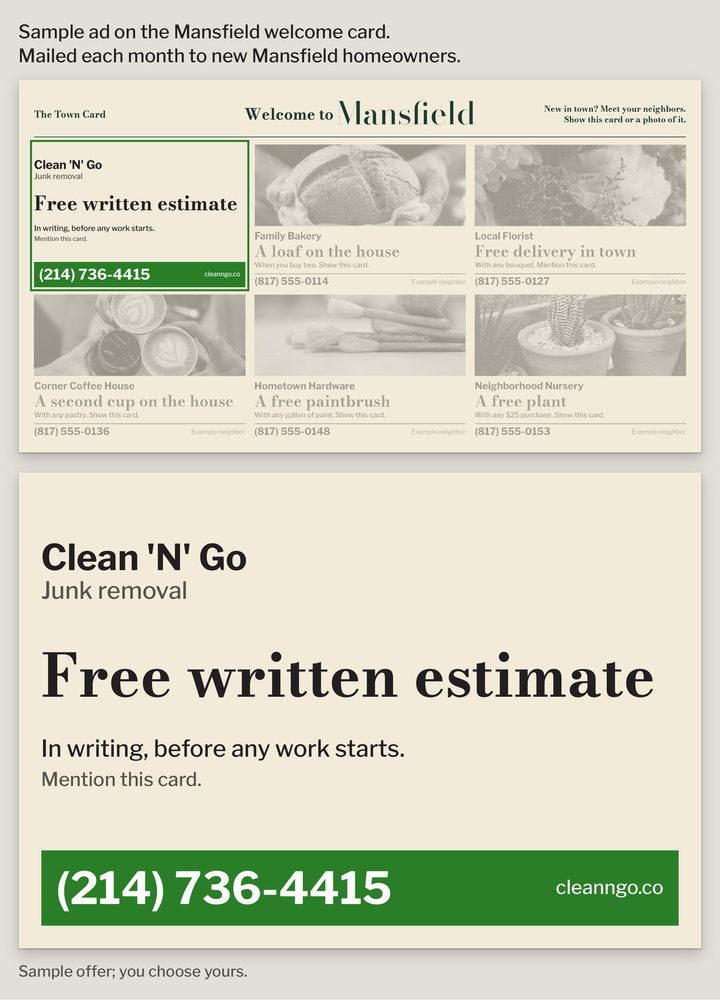 Sample ad on the Mansfield welcome card.
Mailed each month to new Mansfield homeowners.
The Town Card
Welcome to Mansfield
New in town? Meet your neighbors.
Show this card or a photo of it.
Clean 'N' Go
Junk removal
Free written estimate
In writing, before any work starts.
Mention this card.
(214) 736-4415
cleanngo.co
Family Bakery
A loaf on the house
When you buy two. Show this card.
(817) 555-0114
Example neighbor
Local Florist
Free delivery in town
With any bouquet. Mention this card.
(817) 555-0127
Example neighbor
Corner Coffee House
A second cup on the house
With any pastry. Show this card.
(817) 555-0136
Example neighbor
Hometown Hardware
A free paintbrush
With any gallon of paint. Show this card.
(817) 555-0148
Example neighbor
Neighborhood Nursery
A free plant
With any $25 purchase. Show this card.
(817) 555-0153
Example neighbor
Clean 'N' Go
Junk removal
Free written estimate
In writing, before any work starts.
Mention this card.
(214) 736-4415
cleanngo.co
Sample offer; you choose yours.